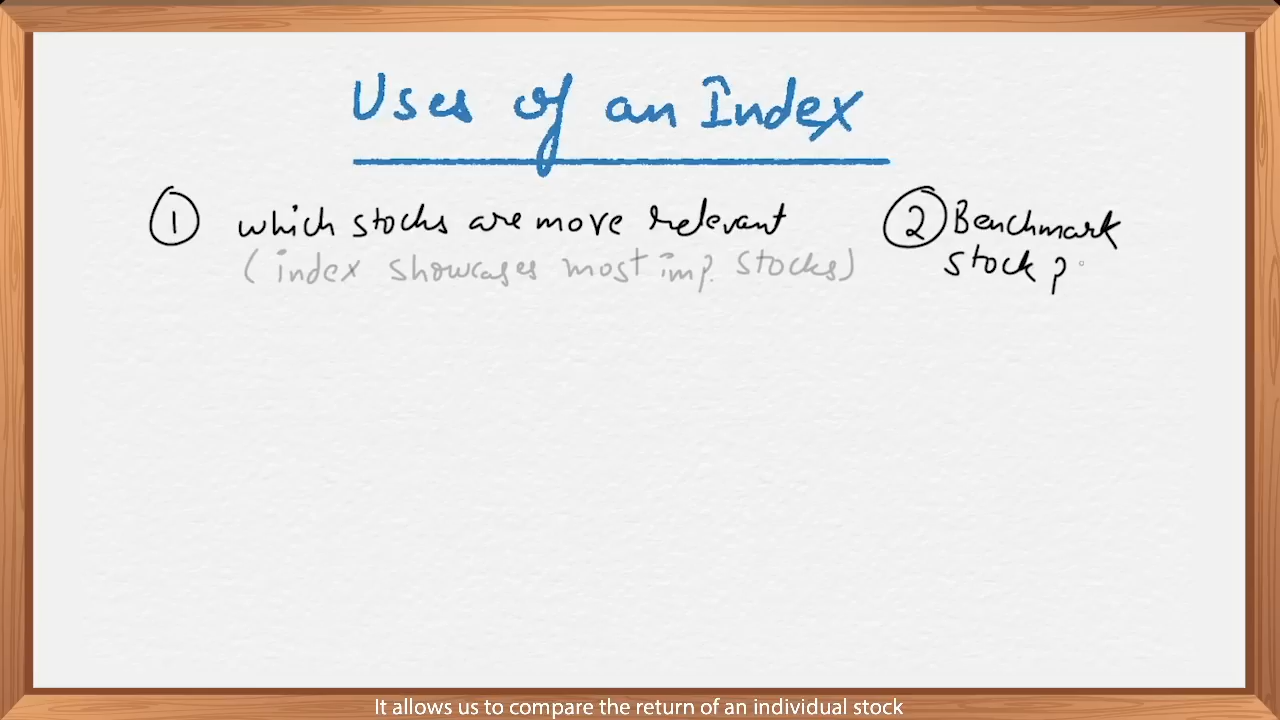 Uses of an Index
① which stocks are more relevant
(index showcases most imp. stocks)
② Benchmark
stock p
It allows us to compare the return of an individual stock